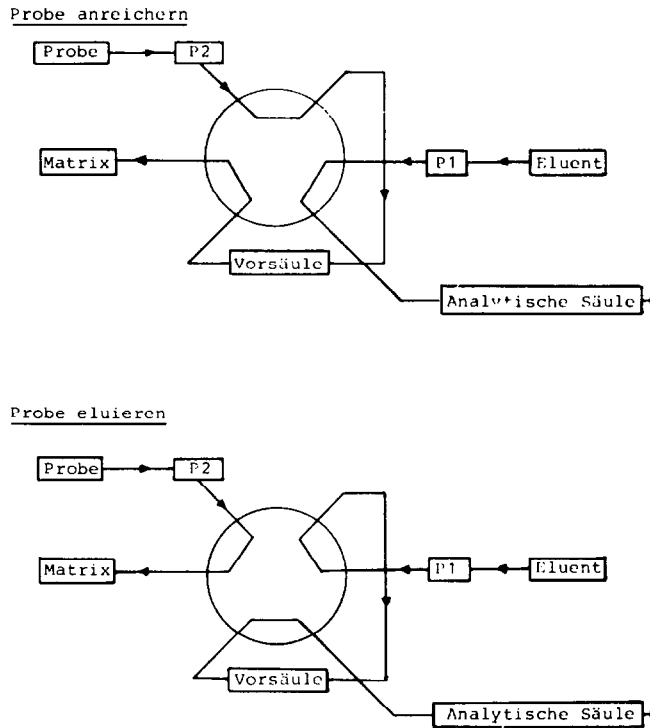 Probe anreichern
Probe
P2
Matrix
P1
Eluent
Vorsäule
Analytische Säule
Probe eluieren
Probe
P2
Matrix
P1
Eluent
Vorsäule
Analytische Säule